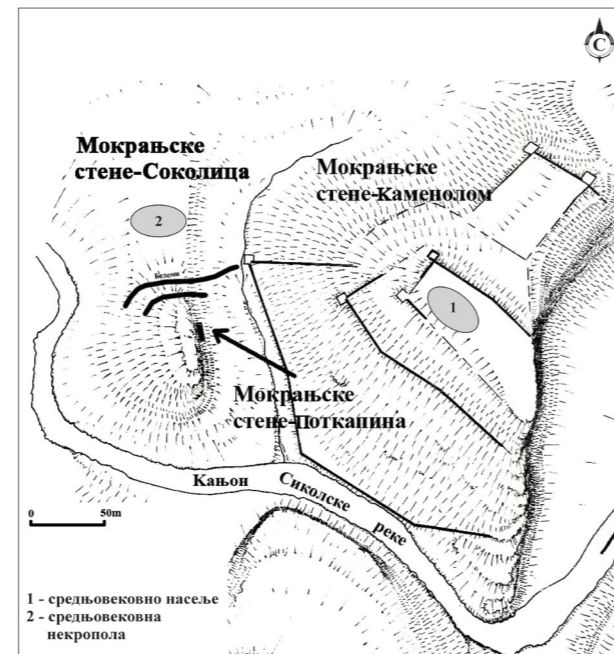 С
Мокрањске
стене-Соколица
Мокрањске
стене-Каменолом
2
Бедеми
1
Мокрањске
стене-Поткапина
Кањон Сиколске реке
0 50m
1 - средњовековно насеље
2 - средњовековна
некропола